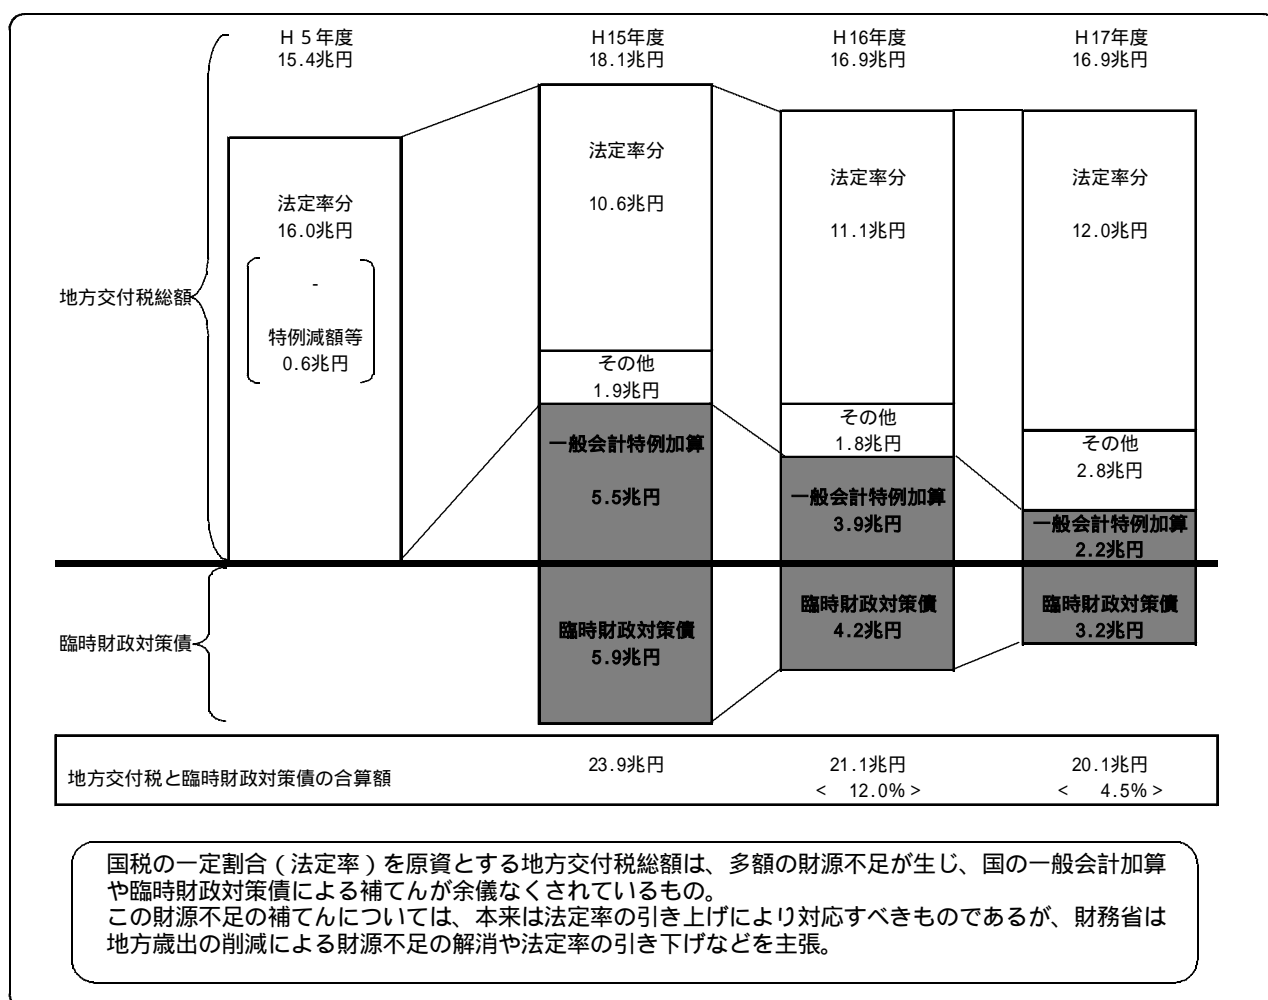 H 5 年度
15.4兆円
H15年度
18.1兆円
H16年度
16.9兆円
H17年度
16.9兆円
地方交付税総額
法定率分
16.0兆円
-
特例減額等
0.6兆円
法定率分
10.6兆円
その他
1.9兆円
一般会計特例加算
5.5兆円
法定率分
11.1兆円
その他
1.8兆円
一般会計特例加算
3.9兆円
法定率分
12.0兆円
その他
2.8兆円
一般会計特例加算
2.2兆円
臨時財政対策債
臨時財政対策債
5.9兆円
臨時財政対策債
4.2兆円
臨時財政対策債
3.2兆円
地方交付税と臨時財政対策債の合算額
23.9兆円
21.1兆円
< 12.0%>
20.1兆円
< 4.5%>
国税の一定割合(法定率)を原資とする地方交付税総額は、多額の財源不足が生じ、国の一般会計加算
や臨時財政対策債による補てんが余儀なくされているもの。
この財源不足の補てんについては、本来は法定率の引き上げにより対応すべきものであるが、財務省は
地方歳出の削減による財源不足の解消や法定率の引き下げなどを主張。